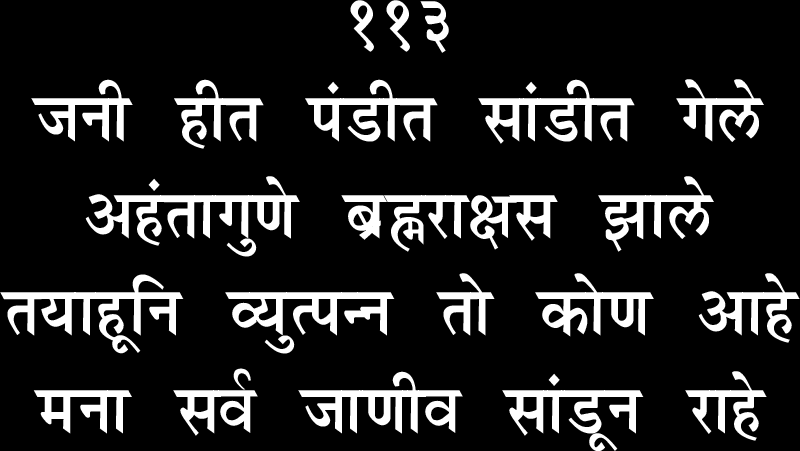 ११३
जनी हीत पंडीत सांडीत गेले
अहंतागुणे ब्रह्मराक्षस झाले
तयाहूनि व्युत्पन्न तो कोण आहे
मना सर्व जाणीव सांडून राहे